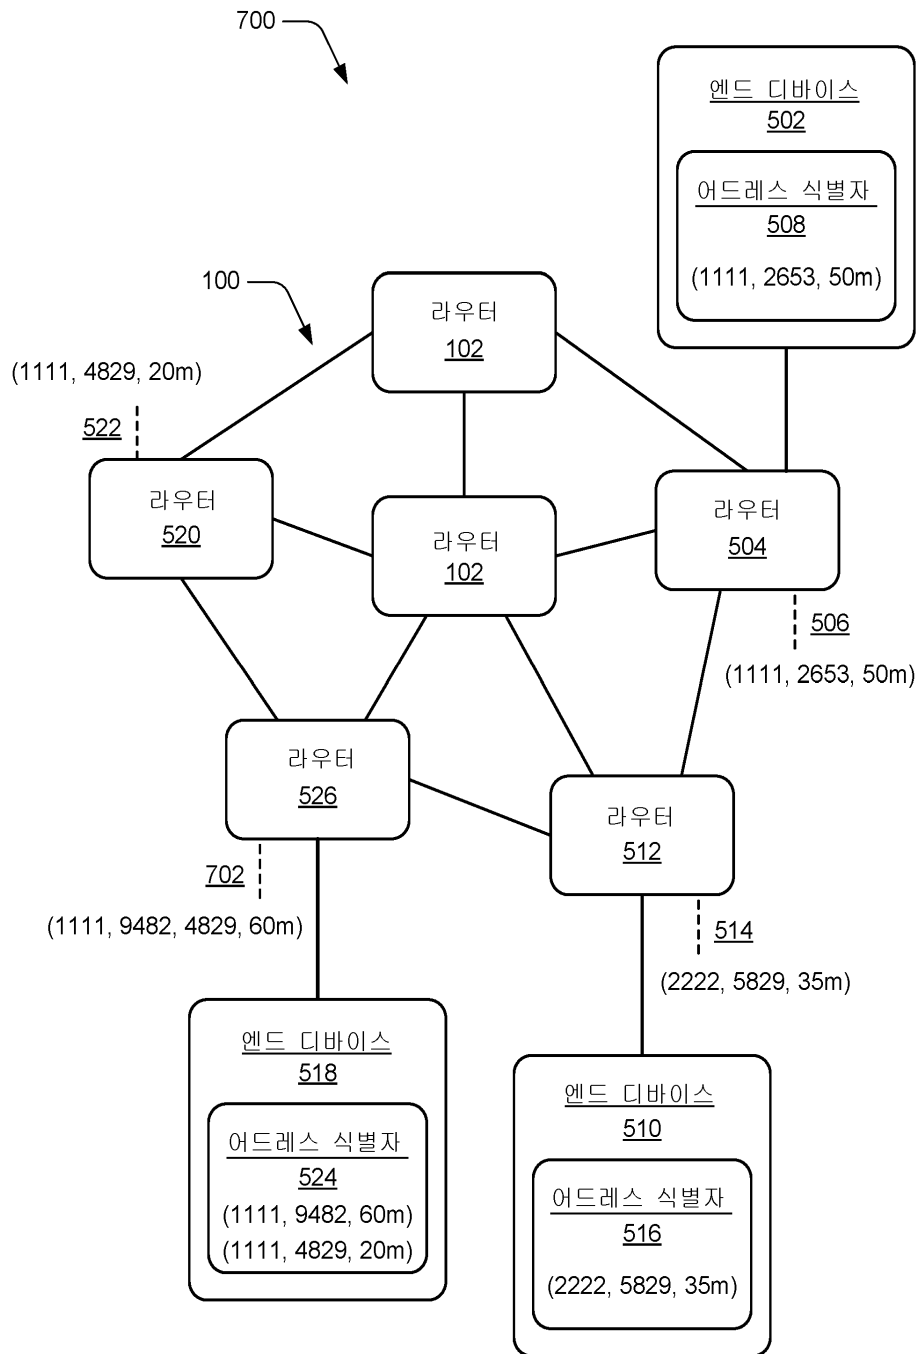 700
엔드 디바이스
502
어드레스 식별자
508
(1111, 2653, 50m)
100
라우터
102
(1111, 4829, 20m)
522
라우터
520
라우터
102
라우터
504
506
(1111, 2653, 50m)
라우터
526
라우터
512
702
(1111, 9482, 4829, 60m)
514
(2222, 5829, 35m)
엔드 디바이스
518
어드레스 식별자
524
(1111, 9482, 60m)
(1111, 4829, 20m)
엔드 디바이스
510
어드레스 식별자
516
(2222, 5829, 35m)